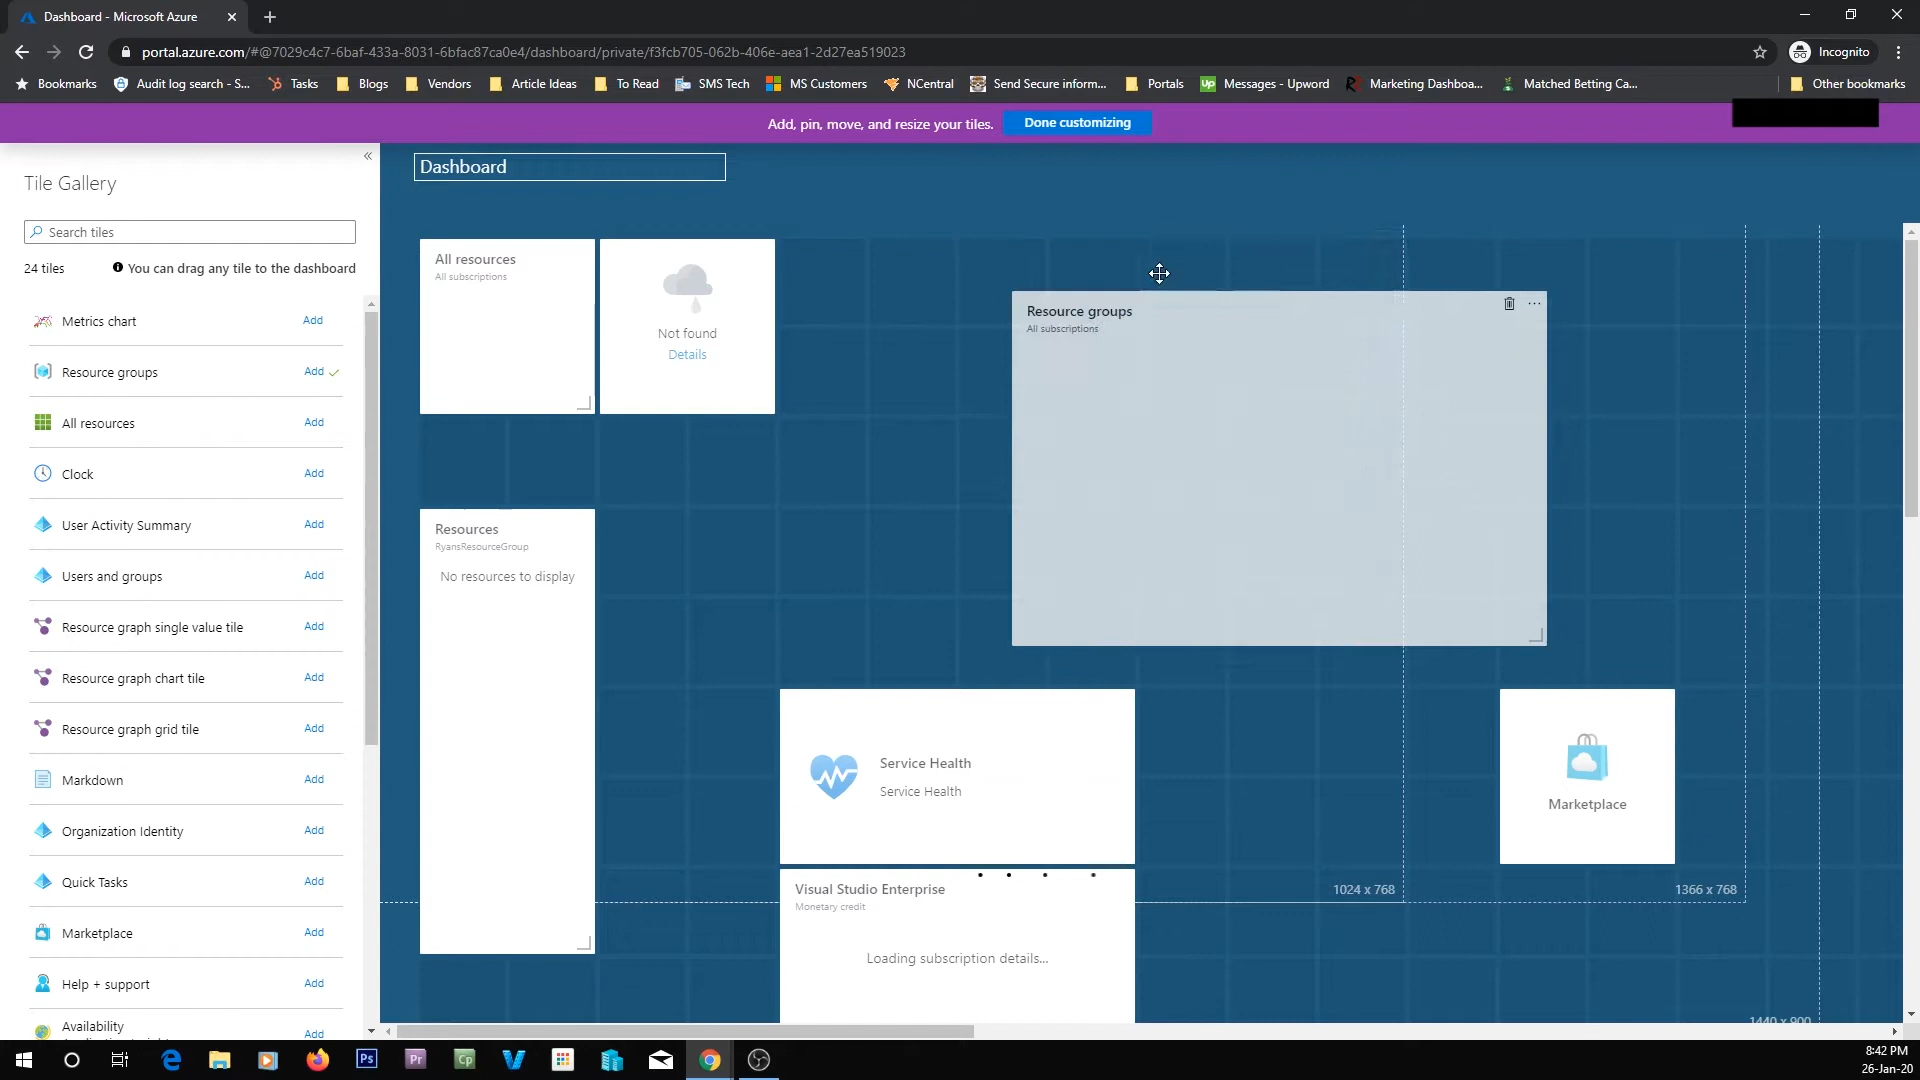 Dashboard - Microsoft Azure
portal.azure.com/#@7029c4c7-6baf-433a-8031-6bfac87ca0e4/dashboard/private/f3fcb705-062b-406e-aea1-2d27ea519023
Incognito
Bookmarks
Audit log search - S...
Tasks
Blogs
Vendors
Article Ideas
To Read
SMS Tech
MS Customers
NCentral
Send Secure inform...
Portals
Up
Messages - Upword
Marketing Dashboa...
Matched Betting Ca...
Other bookmarks
Add, pin, move, and resize your tiles.
Done customizing
Tile Gallery
Search tiles
24 tiles
You can drag any tile to the dashboard
Metrics chart Add
Resource groups Add
All resources Add
Clock Add
User Activity Summary Add
Users and groups Add
Resource graph single value tile Add
Resource graph chart tile Add
Resource graph grid tile Add
Markdown Add
Organization Identity Add
Quick Tasks Add
Marketplace Add
Help + support Add
Availability Add
Dashboard
All resources
All subscriptions
Not found
Details
Resource groups
All subscriptions
Resources
RyansResourceGroup
No resources to display
Service Health
Service Health
Marketplace
Visual Studio Enterprise
Monetary credit
Loading subscription details...
1024 x 768
1366 x 768
1440 x 900
Ps
Pr
Cp
8:42 PM
26-Jan-20